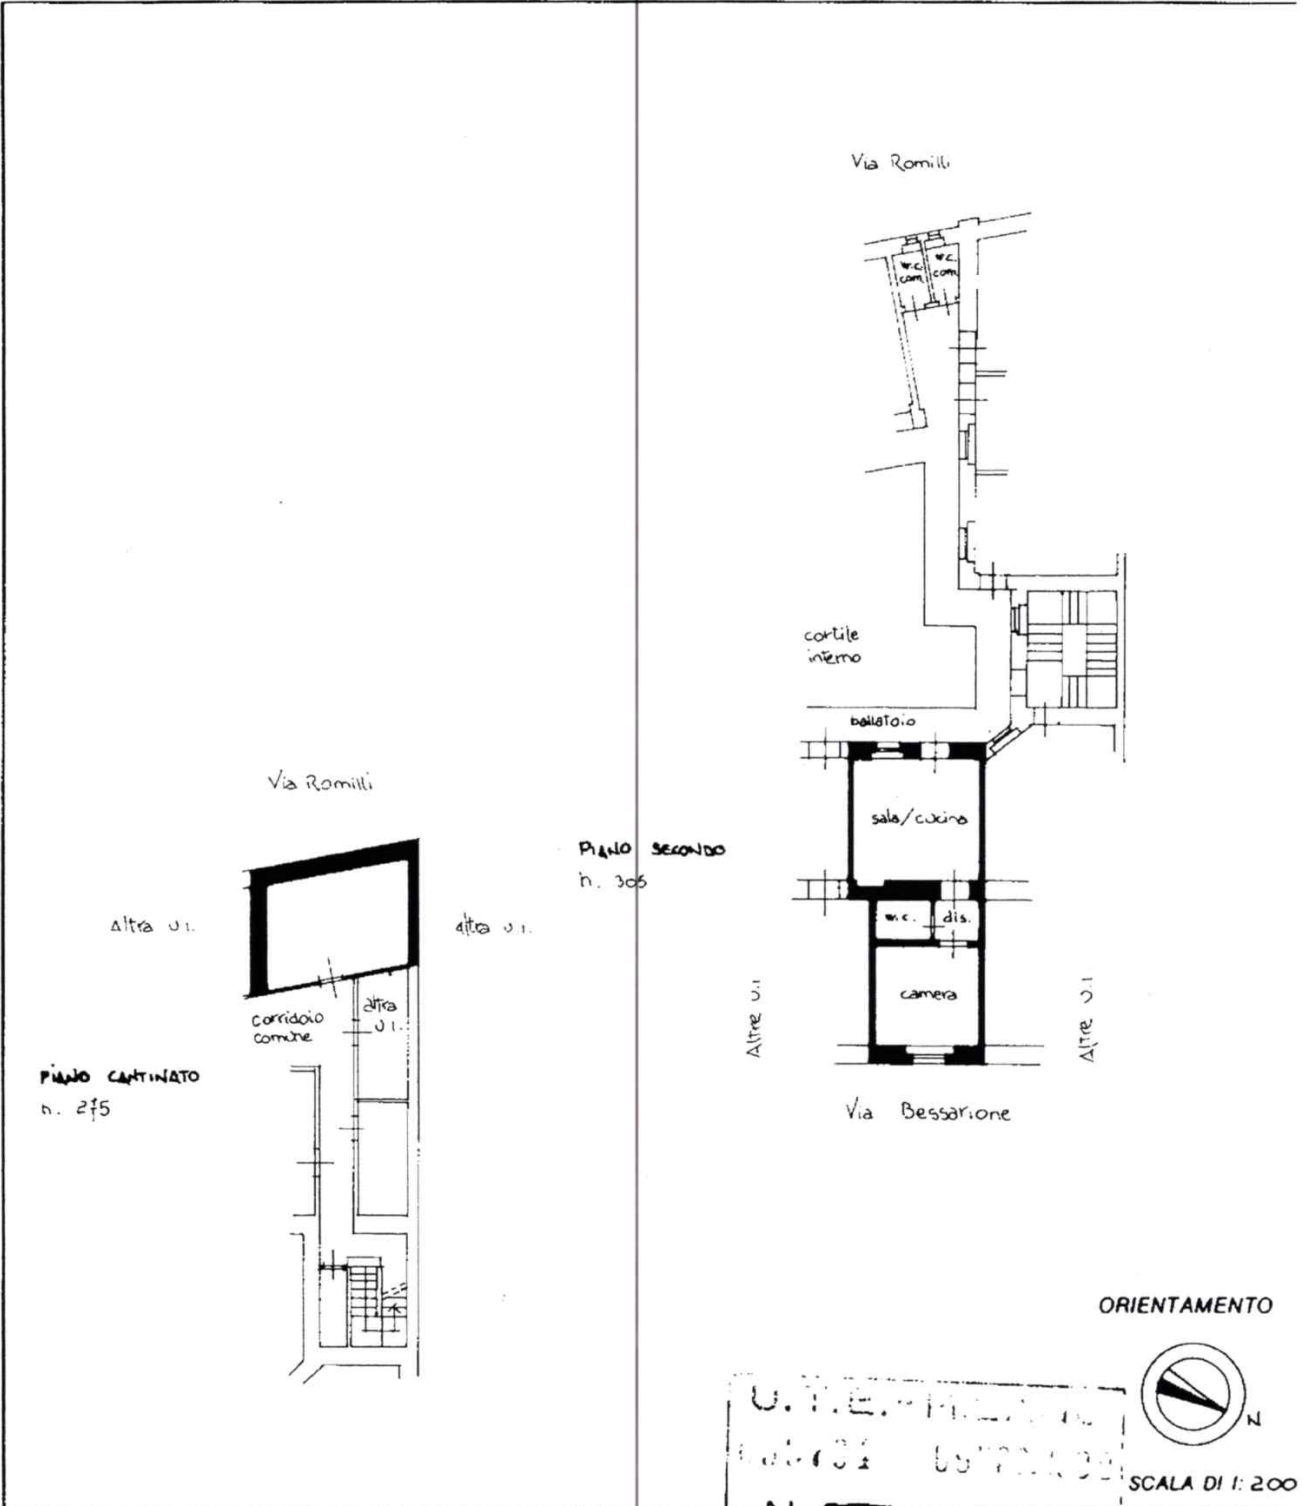 Via Romilli
w.c.
com.
w.c.
com.
cortile
interno
ballatoio
sala/cucina
PIANO SECONDO
n. 305
w.c.
dis.
camera
Altre U.I.
Altre U.I.
Via Bessarione
Via Romilli
Altra U.I.
altra U.I.
corridoio
comune
altra
U.I.
PIANO CANTINATO
n. 275
ORIENTAMENTO
N
U.T.E.
SCALA DI 1:200